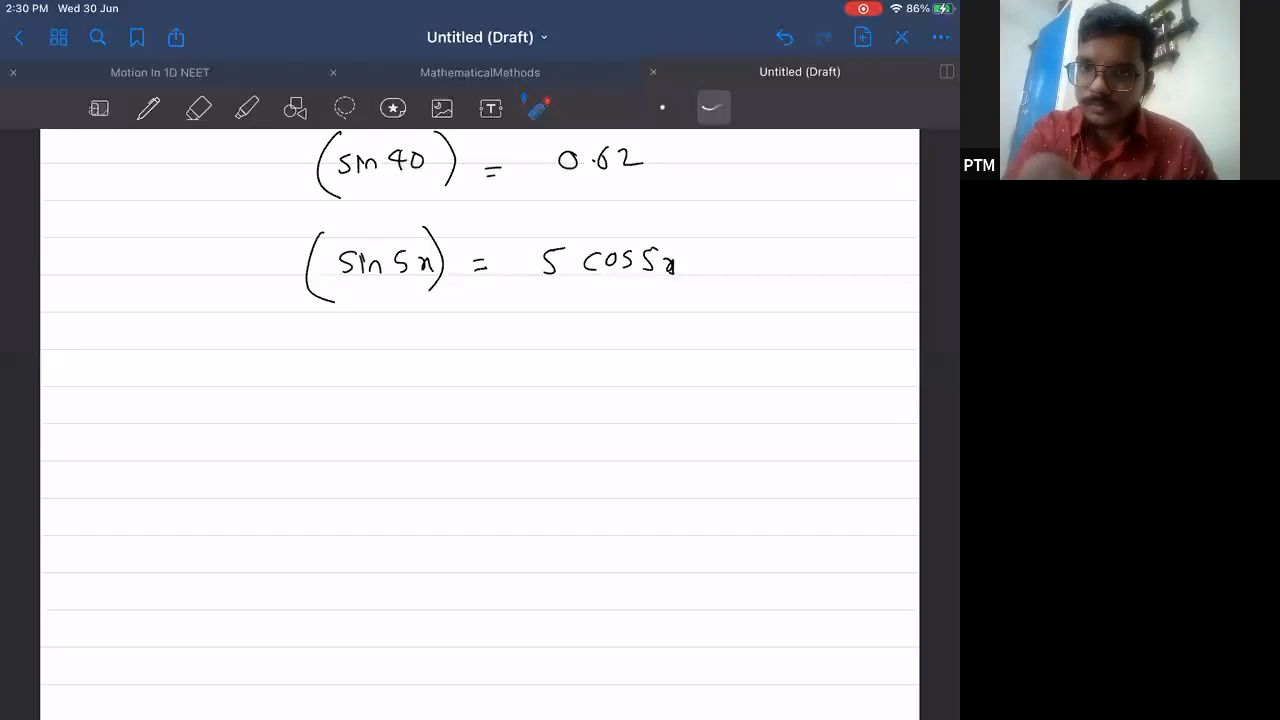 2:30 PM Wed 30 Jun 86%
Untitled (Draft)
Motion In 1D NEET MathematicalMethods Untitled (Draft)
T
(sin 40) = 0.62
PTM
(sin 5x) = 5 cos 5x